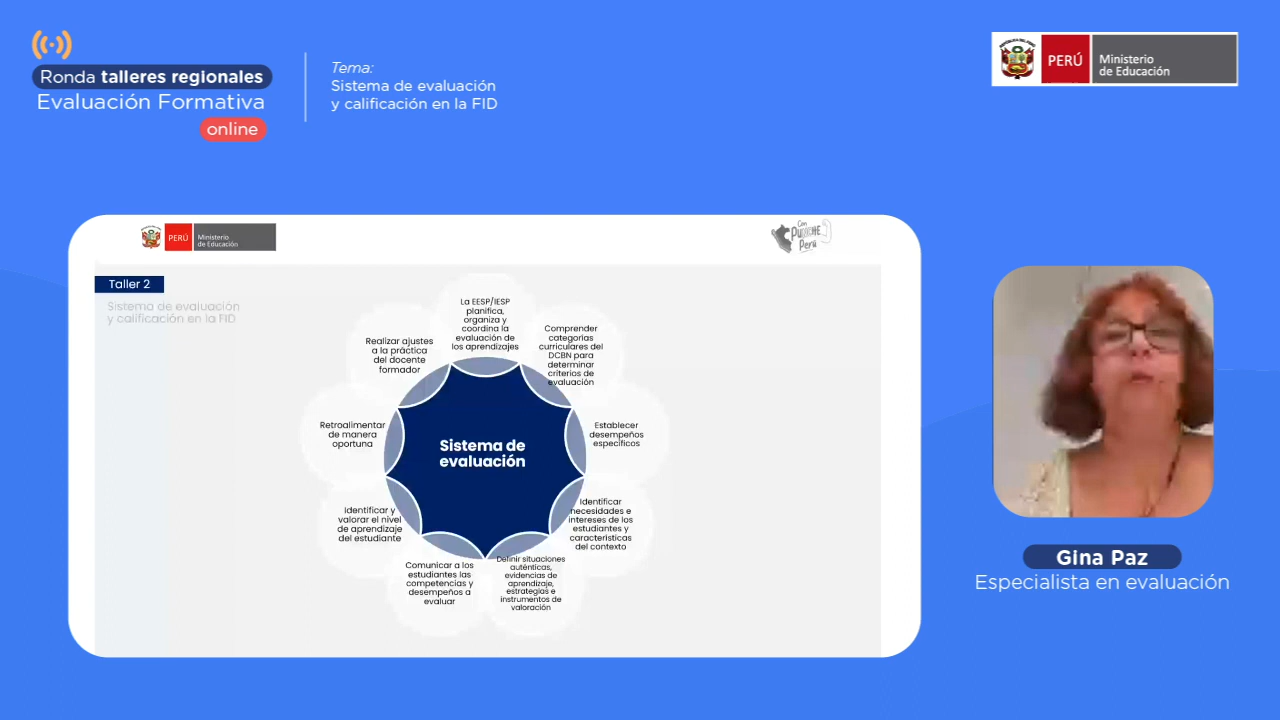 Ronda talleres regionales
Evaluación Formativa
online
Tema:
Sistema de evaluación
y calificación en la FID
PERÚ
Ministerio
de Educación
PERÚ
Ministerio
de Educación
Con
Punche
Perú
Taller 2
Sistema de evaluación
y calificación en la FID
La EESP/IESP
planifica,
organiza y
coordina la
evaluación de
los aprendizajes
Comprender
categorías
curriculares del
DCBN para
determinar
criterios de
evaluación
Establecer
desempeños
específicos
Identificar
necesidades e
intereses de los
estudiantes y
características
del contexto
Definir situaciones
auténticas,
evidencias de
aprendizaje,
estrategias e
instrumentos de
valoración
Comunicar a los
estudiantes las
competencias y
desempeños a
evaluar
Identificar y
valorar el nivel
de aprendizaje
del estudiante
Retroalimentar
de manera
oportuna
Realizar ajustes
a la práctica
del docente
formador
Sistema de
evaluación
Gina Paz
Especialista en evaluación